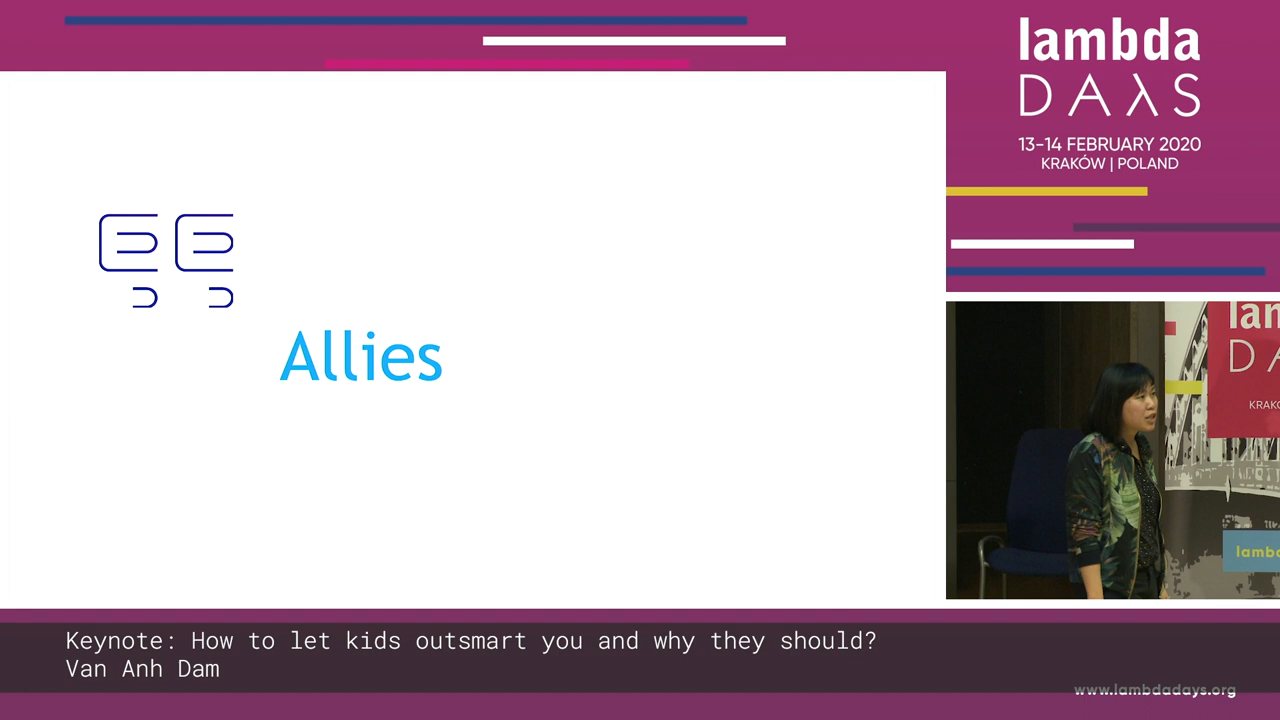 lambda
DAλS
13-14 FEBRUARY 2020
KRAKÓW | POLAND
Allies
Keynote: How to let kids outsmart you and why they should?
Van Anh Dam
www.lambdadays.org